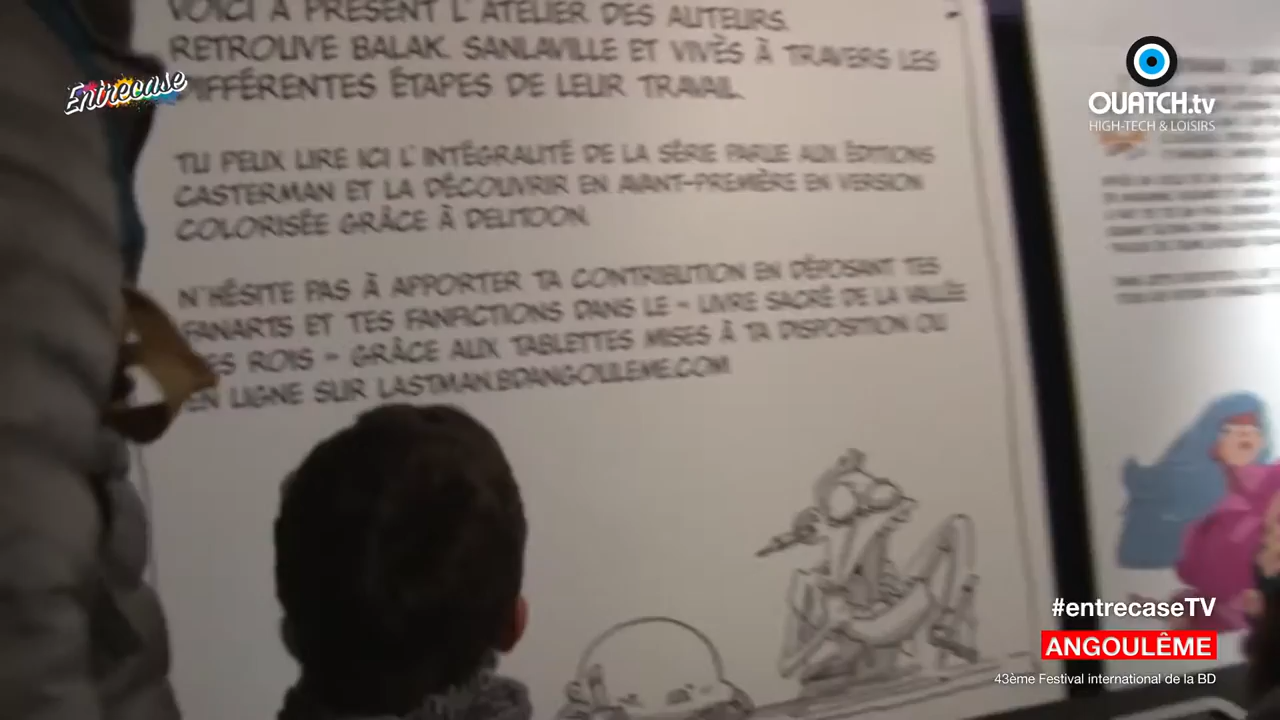 VOICI À PRÉSENT L'ATELIER DES AUTEURS.
RETROUVE BALAK, SANLAVILLE ET VIVÈS À TRAVERS LES
DIFFÉRENTES ÉTAPES DE LEUR TRAVAIL.
TU PEUX LIRE ICI L'INTÉGRALITÉ DE LA SÉRIE PARUE AUX ÉDITIONS
CASTERMAN ET LA DÉCOUVRIR EN AVANT-PREMIÈRE EN VERSION
COLORISÉE GRÂCE À DELITOON.
N'HÉSITE PAS À APPORTER TA CONTRIBUTION EN DÉPOSANT TES
FANARTS ET TES FANFICTIONS DANS LE « LIVRE SACRÉ DE LA VALLÉE
DES ROIS » GRÂCE AUX TABLETTES MISES À TA DISPOSITION OU
EN LIGNE SUR LASTMAN.BDANGOULEME.COM
Entrecase
OUATCH.tv
HIGH-TECH & LOISIRS
#entrecaseTV
ANGOULÊME
43ème Festival international de la BD